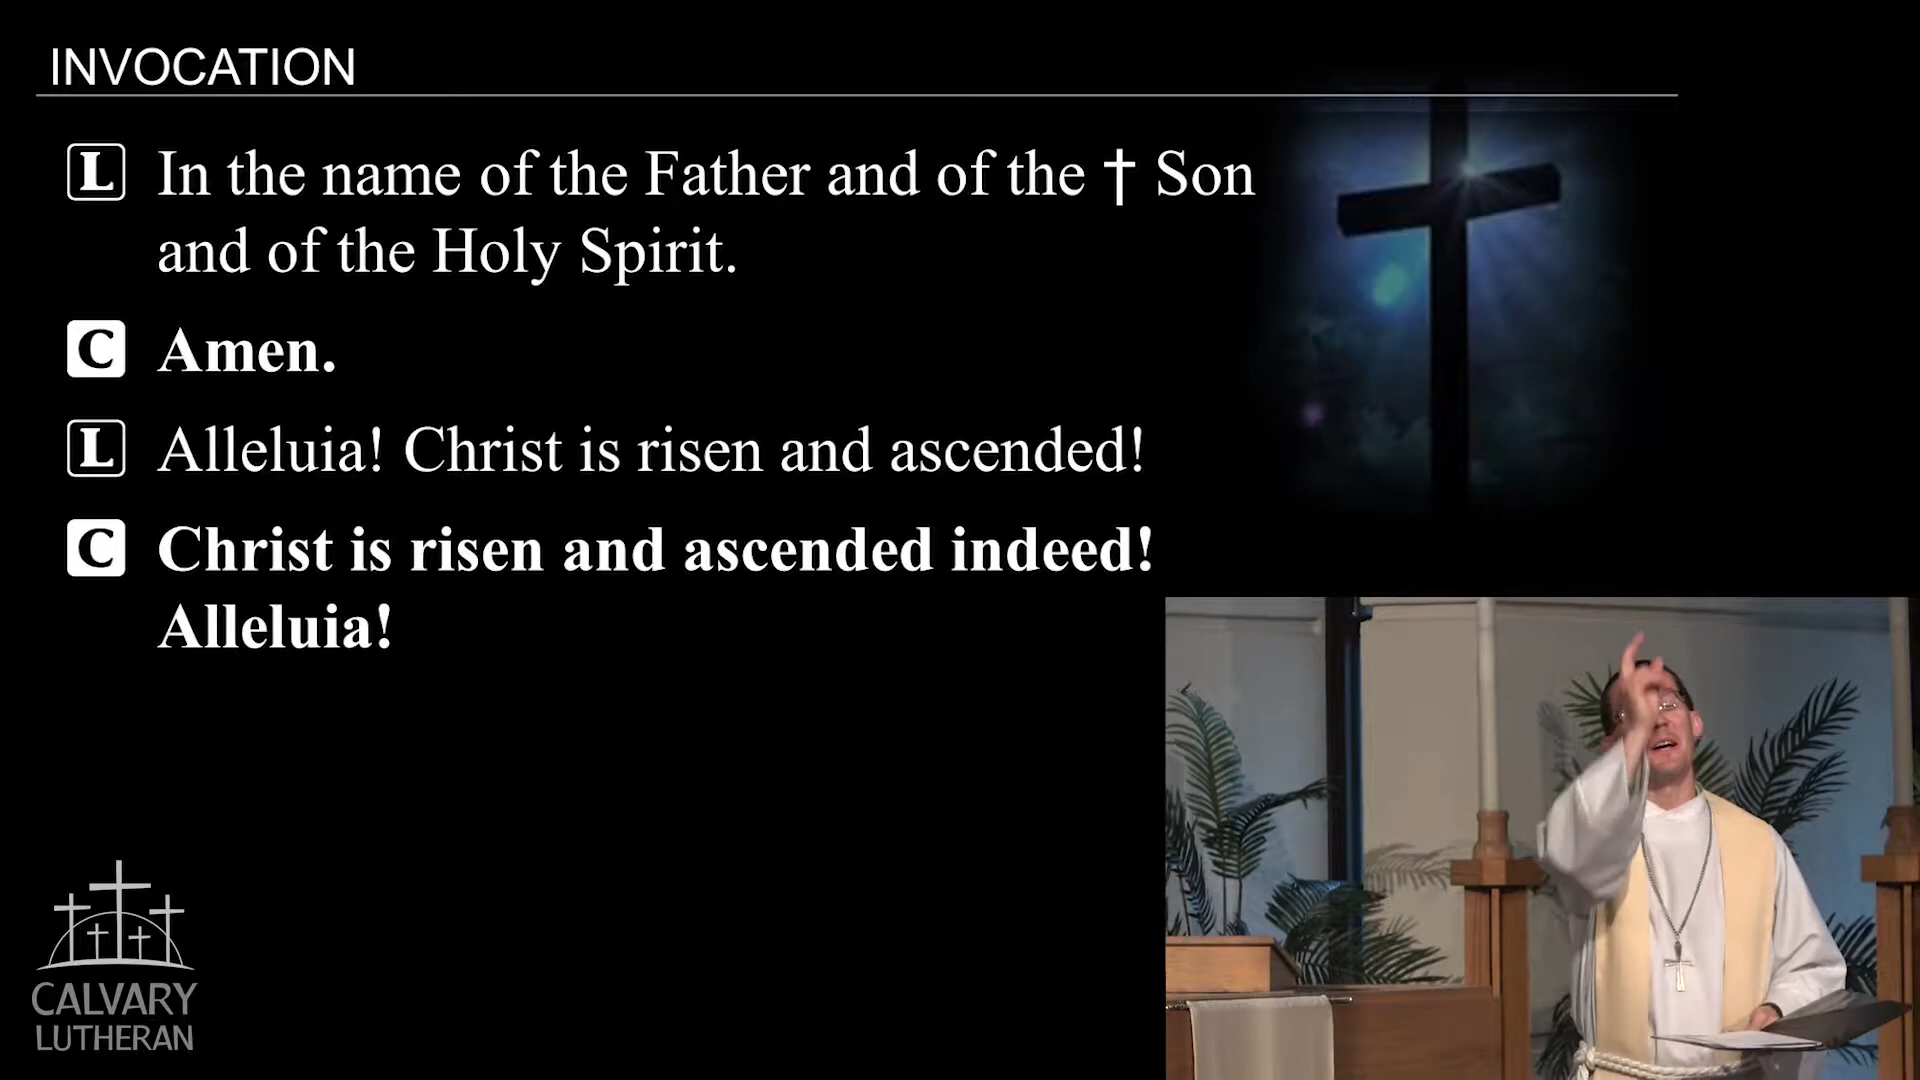 INVOCATION
L In the name of the Father and of the † Son
and of the Holy Spirit.
C Amen.
L Alleluia! Christ is risen and ascended!
C Christ is risen and ascended indeed!
Alleluia!
CALVARY
LUTHERAN